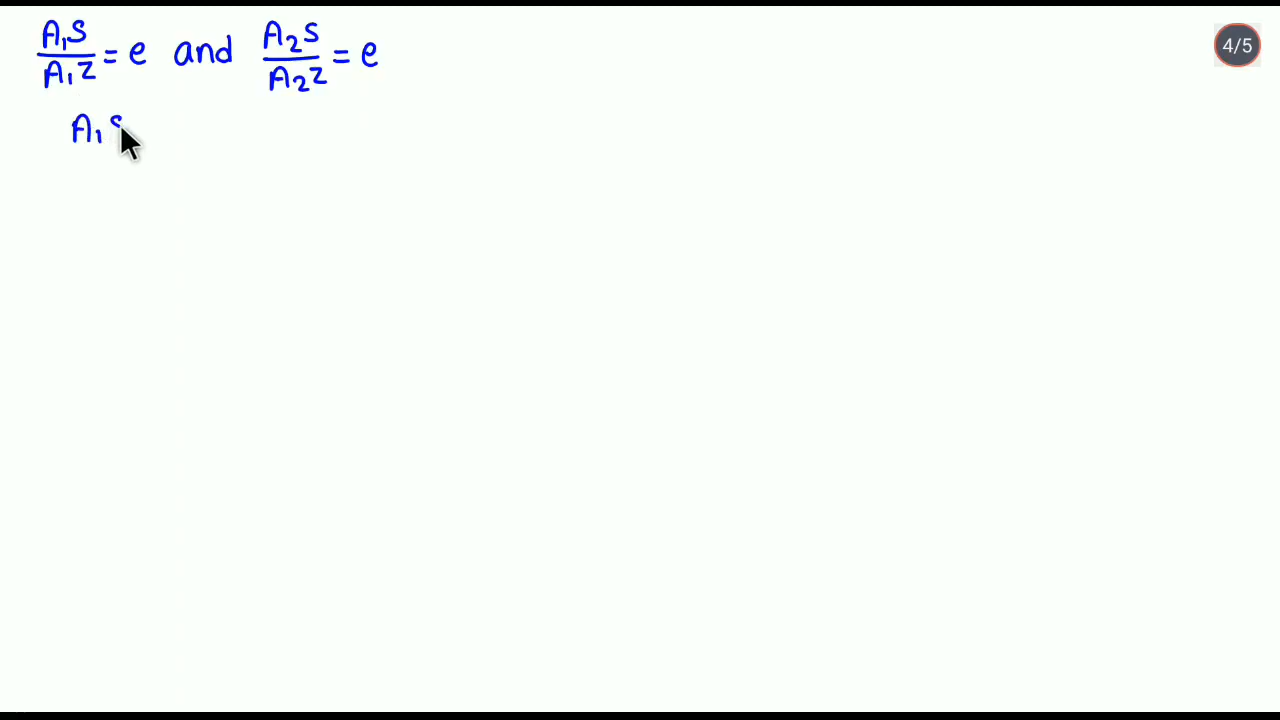 A₁S/A₁Z = e and A₂S/A₂Z = e
A₁S
4/5